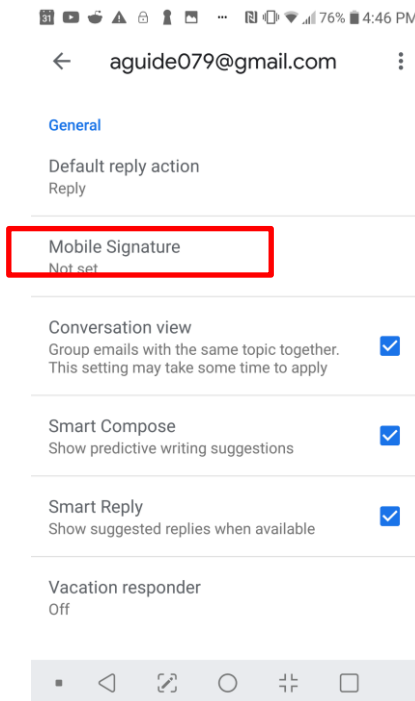 31 76% 4:46 PM
aguide079@gmail.com
General
Default reply action
Reply
Mobile Signature
Not set
Conversation view
Group emails with the same topic together.
This setting may take some time to apply
Smart Compose
Show predictive writing suggestions
Smart Reply
Show suggested replies when available
Vacation responder
Off